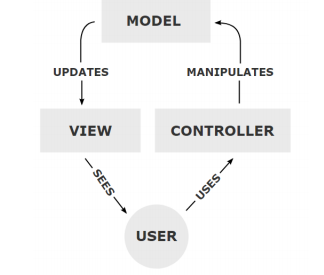 MODEL
UPDATES
MANIPULATES
VIEW
CONTROLLER
SEES
USES
USER